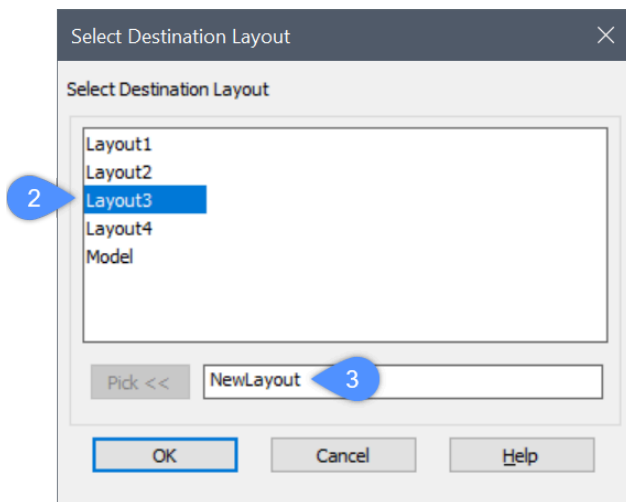 Select Destination Layout
Select Destination Layout
Layout1
Layout2
2
Layout3
Layout4
Model
Pick <<
NewLayout
3
OK
Cancel
Help